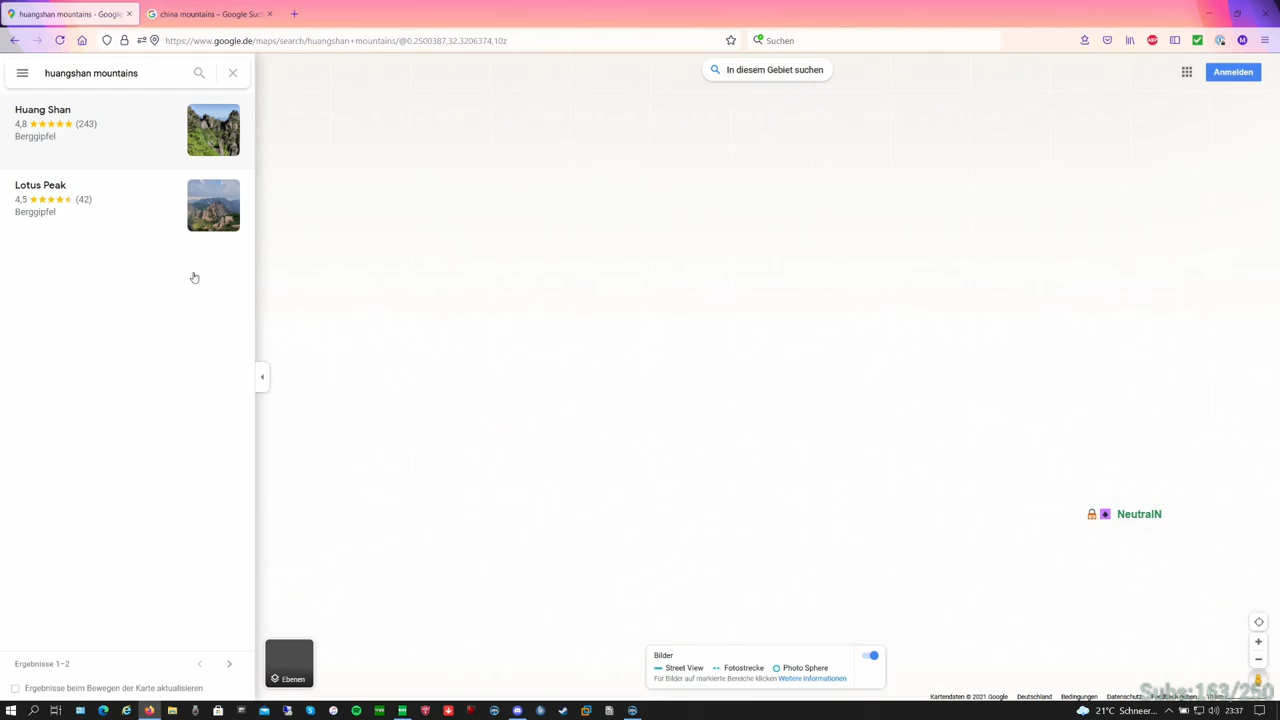 huangshan mountains – Google
china mountains – Google Suc
https://www.google.de/maps/search/huangshan+mountains/@0.2500387,32.3206374,10z
Suchen
huangshan mountains
In diesem Gebiet suchen
Anmelden
Huang Shan
4,8 (243)
Berggipfel
Lotus Peak
4,5 (42)
Berggipfel
NeutralN
Bilder
Street View Fotostrecke Photo Sphere
Für Bilder auf markierte Bereiche klicken Weitere Informationen
Ebenen
Ergebnisse 1–2
Ergebnisse beim Bewegen der Karte aktualisieren
Kartendaten © 2021 Google Deutschland Bedingungen Datenschutz
21°C Schneer... 23:37